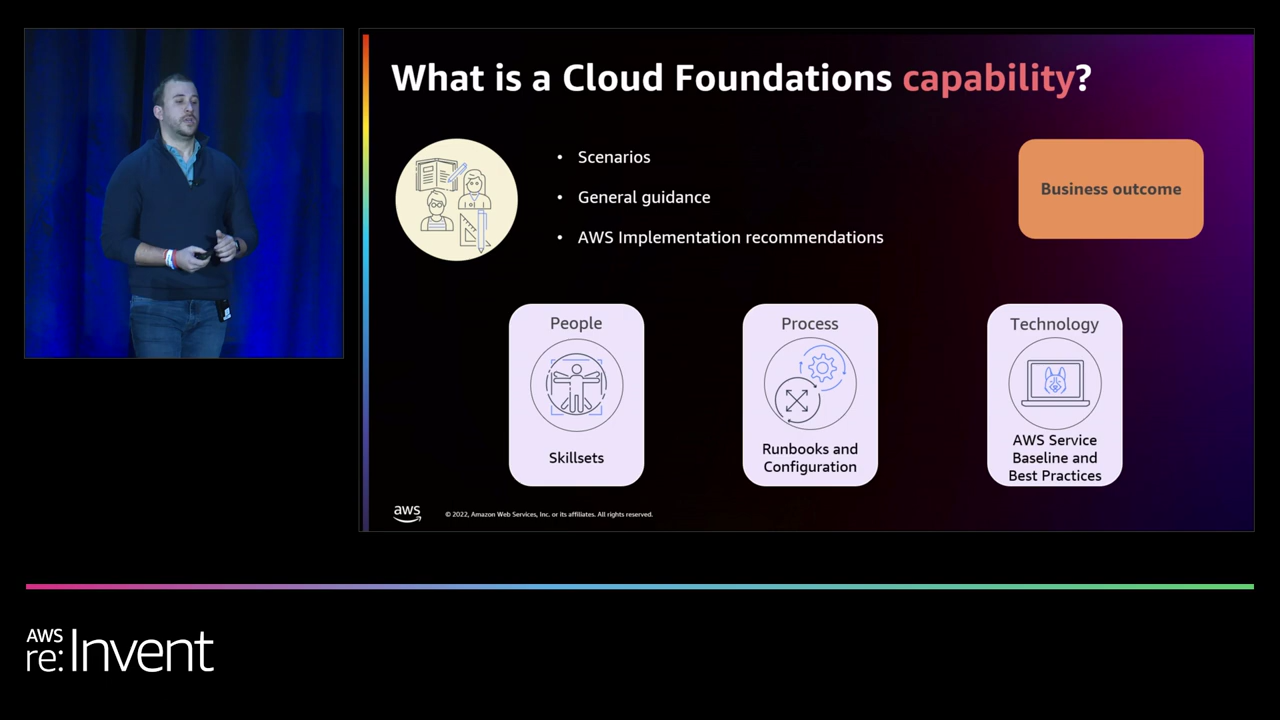 What is a Cloud Foundations capability?
• Scenarios
• General guidance
• AWS Implementation recommendations
Business outcome
People
Skillsets
Process
Runbooks and
Configuration
Technology
AWS Service
Baseline and
Best Practices
aws
© 2022, Amazon Web Services, Inc. or its affiliates. All rights reserved.
AWS
re:Invent